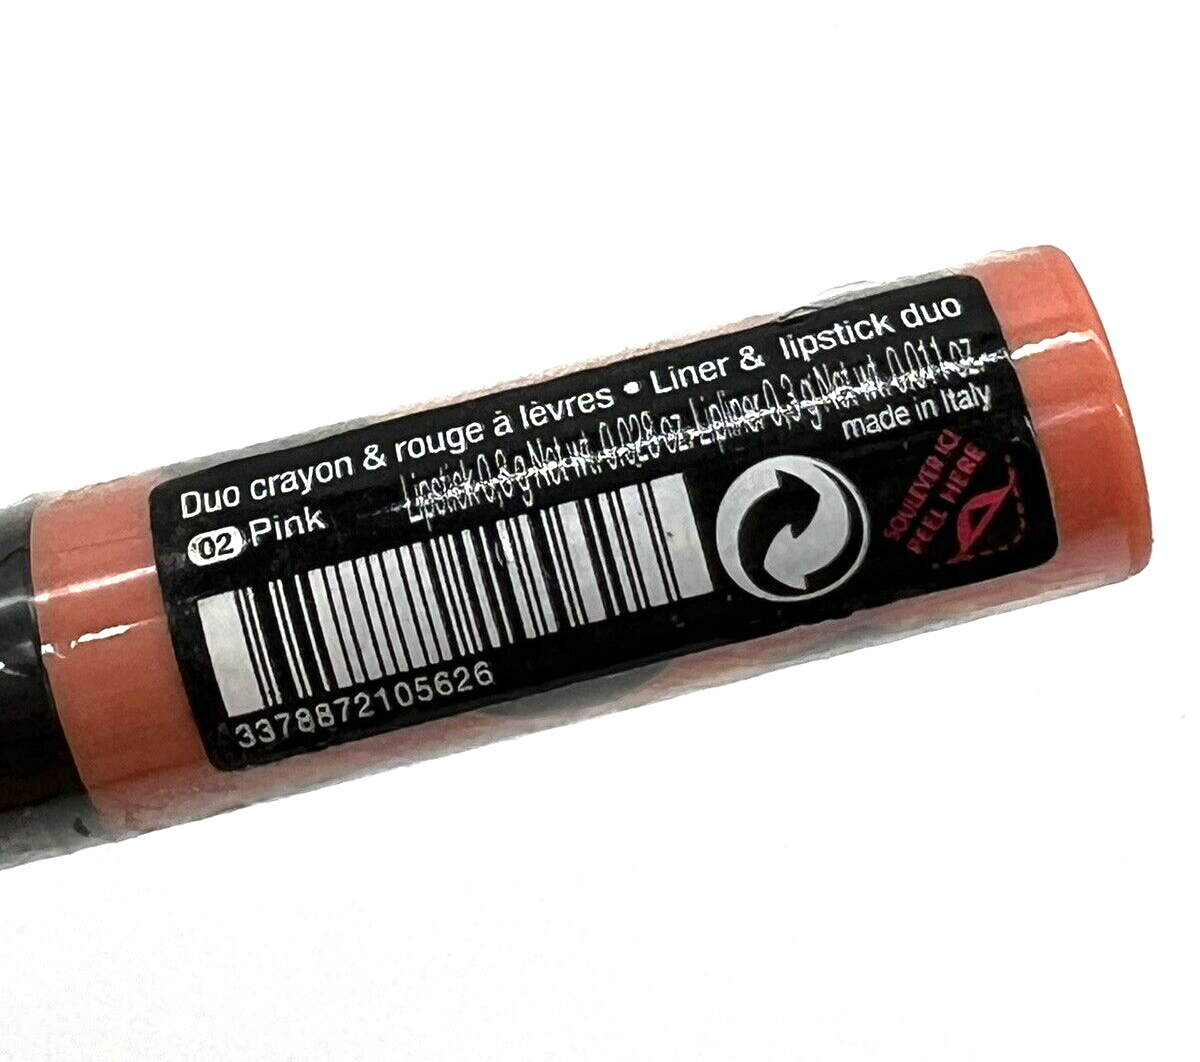 Duo crayon & rouge à lèvres • Liner & lipstick duo
Lipstick 0,8 g Net wt. 0.028 oz. Lipliner 0,3 g Net wt. 0.011 oz.
02 Pink
made in Italy
SOULEVER ICI
PEEL HERE
3378872105626